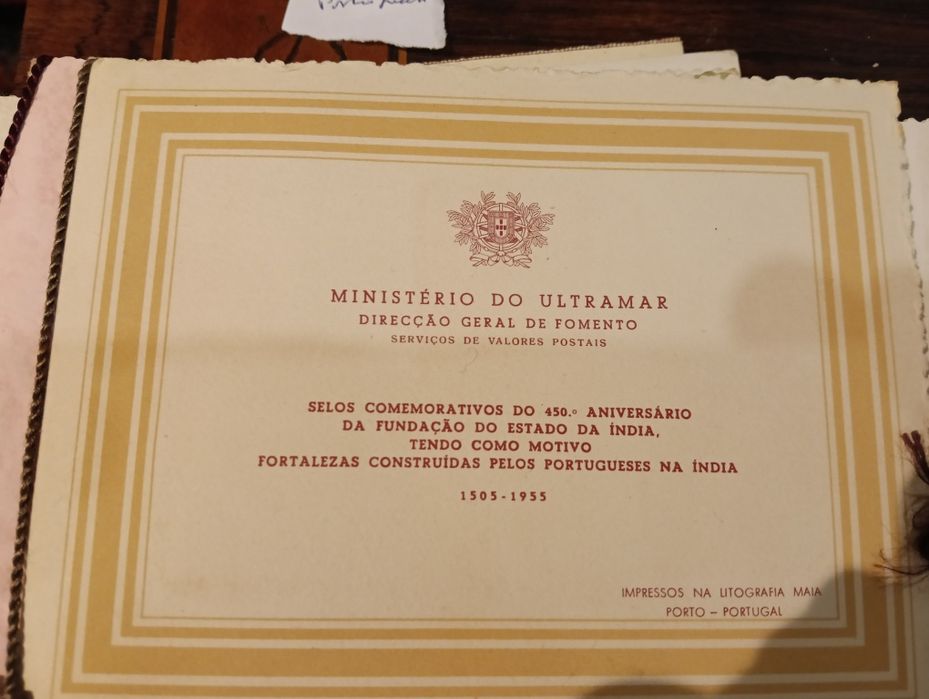 MINISTÉRIO DO ULTRAMAR
DIRECÇÃO GERAL DE FOMENTO
SERVIÇOS DE VALORES POSTAIS
SELOS COMEMORATIVOS DO 450.º ANIVERSÁRIO
DA FUNDAÇÃO DO ESTADO DA ÍNDIA,
TENDO COMO MOTIVO
FORTALEZAS CONSTRUÍDAS PELOS PORTUGUESES NA ÍNDIA
1505-1955
IMPRESSOS NA LITOGRAFIA MAIA
PORTO – PORTUGAL